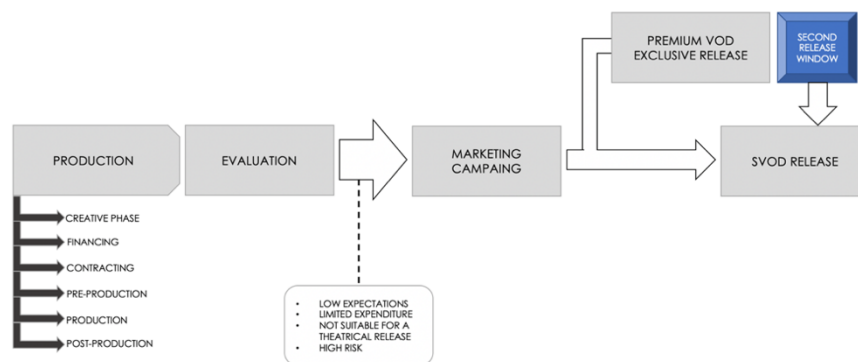 PREMIUM VOD
EXCLUSIVE RELEASE
SECOND
RELEASE
WINDOW
PRODUCTION
EVALUATION
MARKETING
CAMPAING
SVOD RELEASE
CREATIVE PHASE
FINANCING
CONTRACTING
PRE-PRODUCTION
PRODUCTION
POST-PRODUCTION
• LOW EXPECTATIONS
• LIMITED EXPENDITURE
• NOT SUITABLE FOR A
THEATRICAL RELEASE
• HIGH RISK